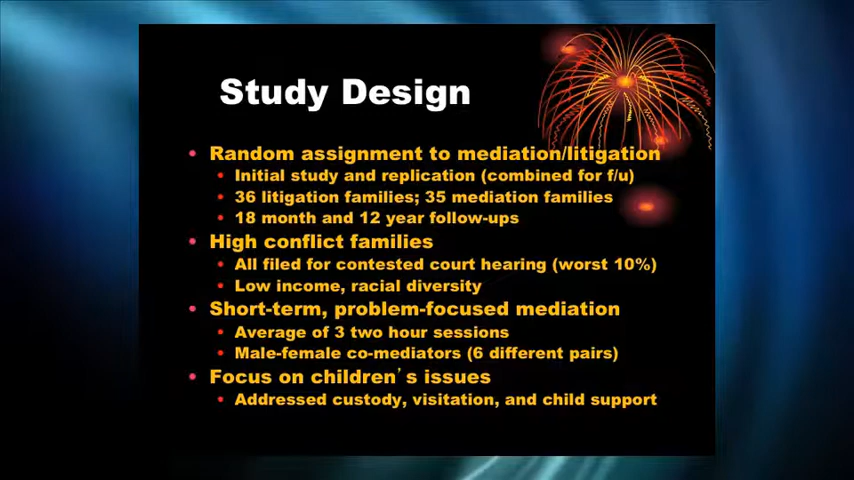 Study Design
• Random assignment to mediation/litigation
• Initial study and replication (combined for f/u)
• 36 litigation families; 35 mediation families
• 18 month and 12 year follow-ups
• High conflict families
• All filed for contested court hearing (worst 10%)
• Low income, racial diversity
• Short-term, problem-focused mediation
• Average of 3 two hour sessions
• Male-female co-mediators (6 different pairs)
• Focus on children's issues
• Addressed custody, visitation, and child support